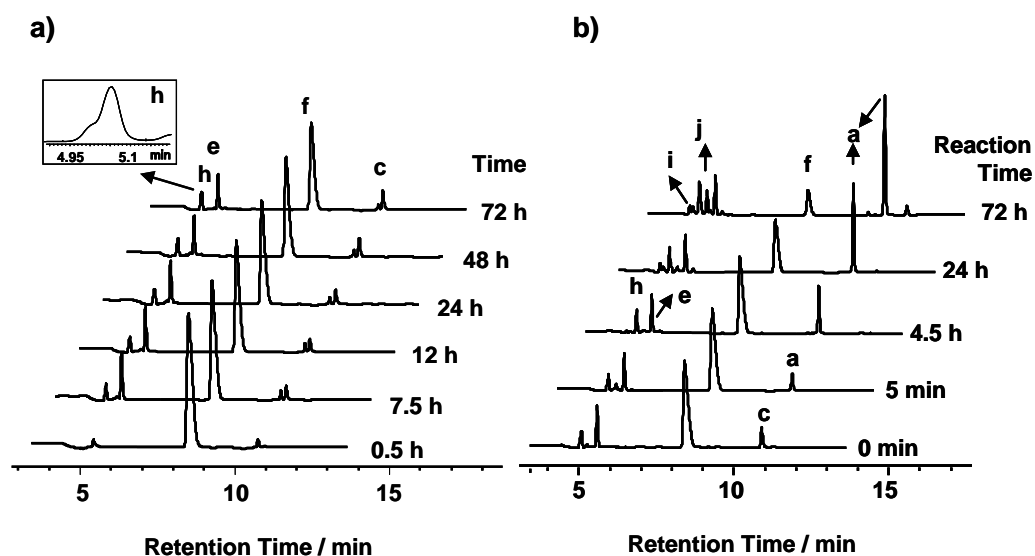 a)
h
4.95 5.1 min
f
e
h
c
Time
72 h
48 h
24 h
12 h
7.5 h
0.5 h
5 10 15
Retention Time / min
b)
a
j
i
f
Reaction
Time
72 h
24 h
h
e
4.5 h
a
5 min
c
0 min
5 10 15
Retention Time / min